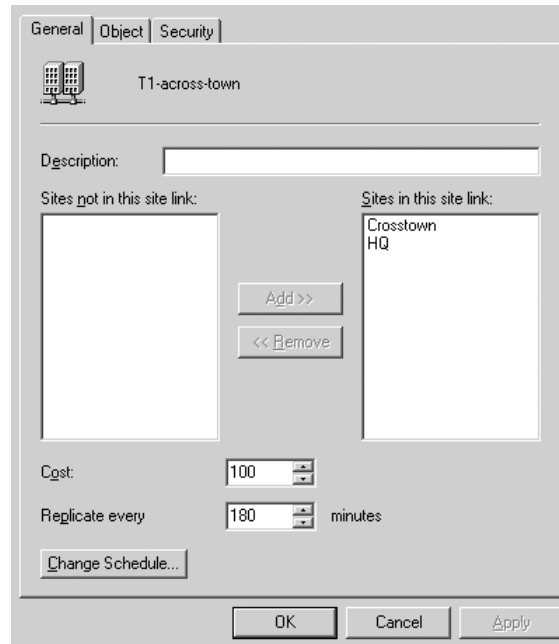 General Object Security
T1-across-town
Description:
Sites not in this site link: Sites in this site link:
Crosstown
HQ
Add >>
<< Remove
Cost: 100
Replicate every 180 minutes
Change Schedule...
OK Cancel Apply